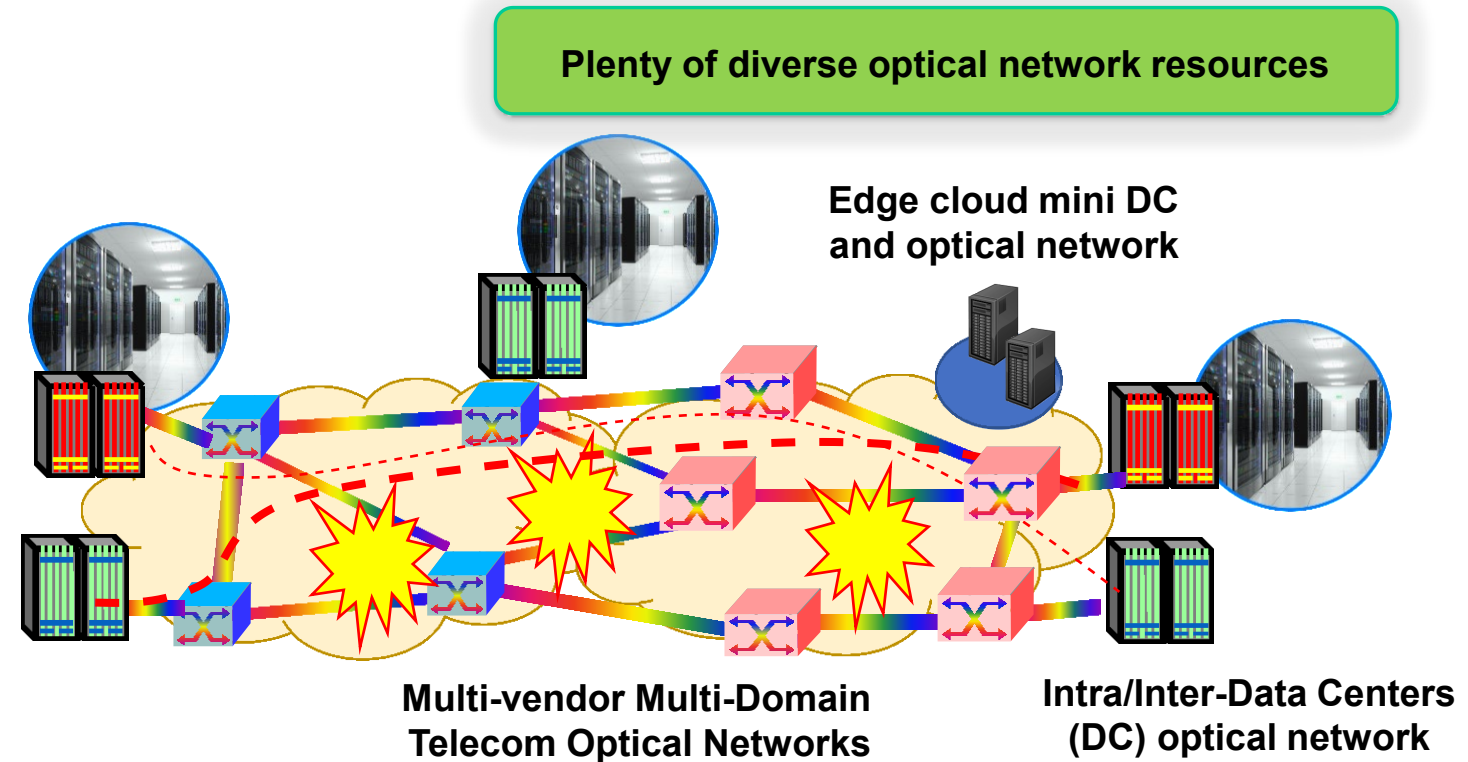 Plenty of diverse optical network resources
Edge cloud mini DC
and optical network
Multi-vendor Multi-Domain
Telecom Optical Networks
Intra/Inter-Data Centers
(DC) optical network